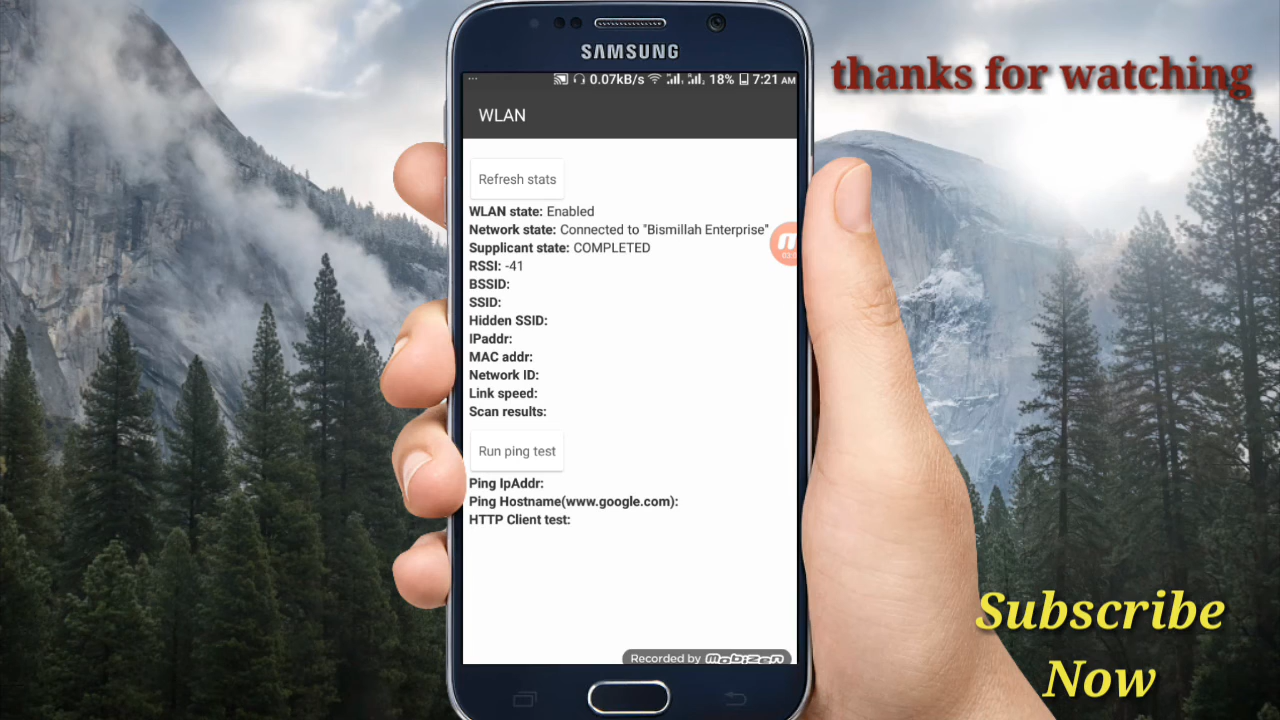 SAMSUNG
thanks for watching
... 0.07kB/s 18% 7:21 AM
WLAN
Refresh stats
WLAN state: Enabled
Network state: Connected to "Bismillah Enterprise"
Supplicant state: COMPLETED
RSSI: -41
BSSID:
SSID:
Hidden SSID:
IPaddr:
MAC addr:
Network ID:
Link speed:
Scan results:
Run ping test
Ping IpAddr:
Ping Hostname(www.google.com):
HTTP Client test:
Subscribe
Now
Recorded by MOBIZEN